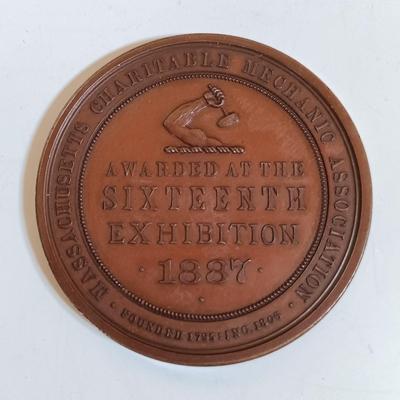 MASSACHUSETTS CHARITABLE MECHANIC ASSOCIATION
AWARDED AT THE
SIXTEENTH
EXHIBITION
· 1887 ·
· FOUNDED 1795: INC. 1806 ·